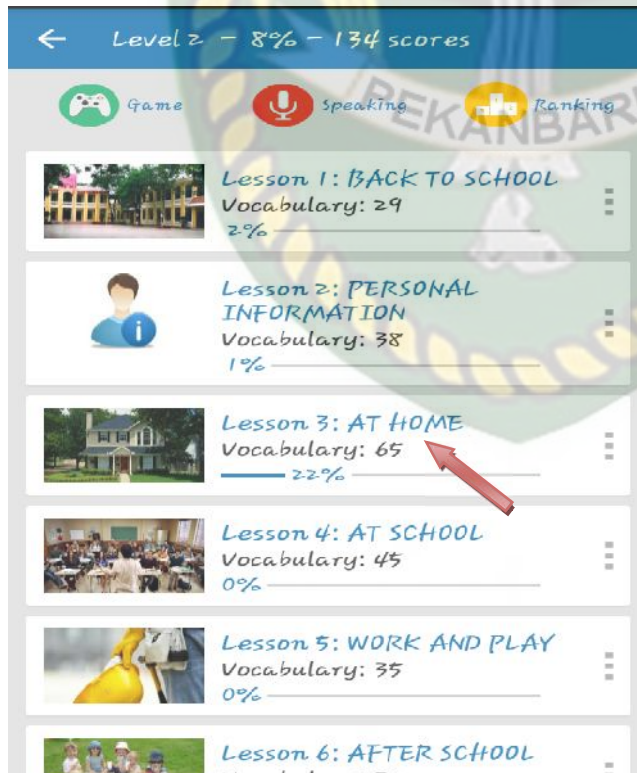 Level 2 - 8% - 134 scores
Game
Speaking
Ranking
PEKANBAR
Lesson 1: BACK TO SCHOOL
Vocabulary: 29
2%
Lesson 2: PERSONAL
INFORMATION
Vocabulary: 38
1%
Lesson 3: AT HOME
Vocabulary: 65
22%
Lesson 4: AT SCHOOL
Vocabulary: 45
0%
Lesson 5: WORK AND PLAY
Vocabulary: 35
0%
Lesson 6: AFTER SCHOOL